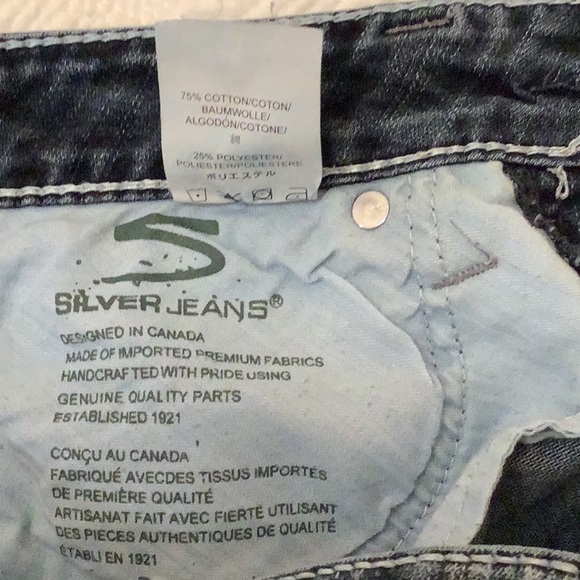 75% COTTON/COTON/
BAUMWOLLE/
ALGODÓN/COTONE/
綿
25% POLYESTER/
POLIESTER/POLIESTERE
ポリエステル
SILVER JEANS®
DESIGNED IN CANADA
MADE OF IMPORTED PREMIUM FABRICS
HANDCRAFTED WITH PRIDE USING
GENUINE QUALITY PARTS
ESTABLISHED 1921
CONÇU AU CANADA
FABRIQUÉ AVECDES TISSUS IMPORTÉS
DE PREMIÈRE QUALITÉ
ARTISANAT FAIT AVEC FIERTÉ UTILISANT
DES PIÈCES AUTHENTIQUES DE QUALITÉ
ÉTABLI EN 1921